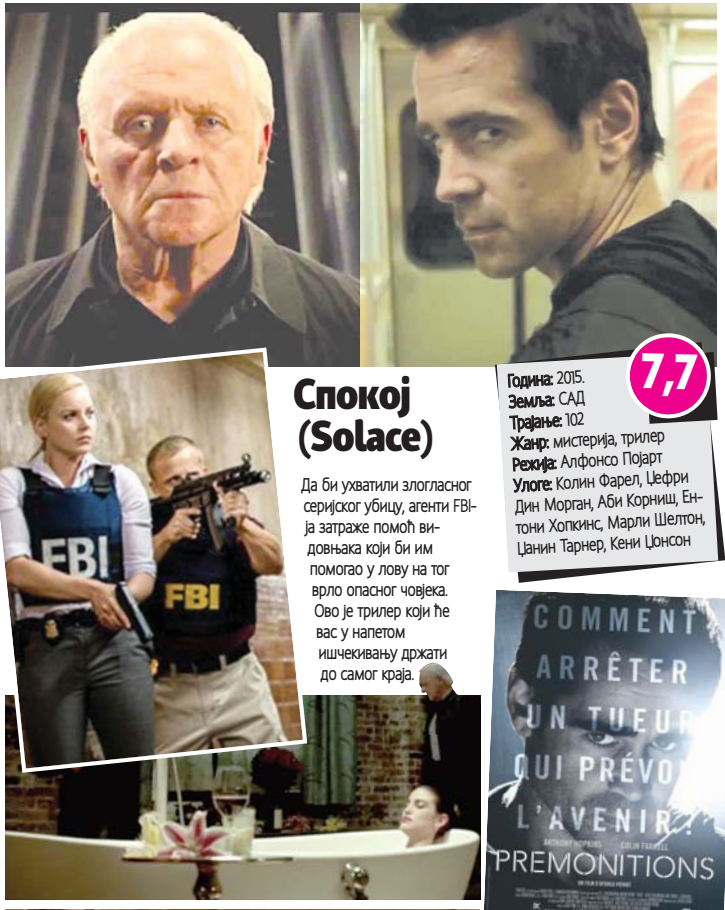 Спокој
(Solace)
Да би ухватили злогласног
серијског убицу, агенти FBI-
ја затраже помоћ ви-
довњака који би им
помогао у лову на тог
врло опасног човјека.
Ово је трилер који ће
вас у напетом
ишчекивању држати
до самог краја.
7,7
Година: 2015.
Земља: САД
Трајање: 102
Жанр: мистерија, трилер
Режија: Алфонсо Појарт
Улоге: Колин Фарел, Џефри
Дин Морган, Аби Корниш, Ен-
тони Хопкинс, Марли Шелтон,
Џанин Тарнер, Кени Џонсон
FBI
FBI
COMMENT
ARRÊTER
UN TUEUR
QUI PRÉVOIT
L'AVENIR?
ANTHONY HOPKINS COLIN FARRELL
PREMONITIONS